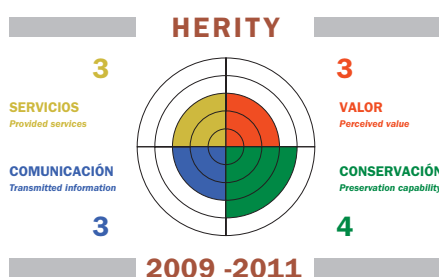 HERITY
3
3
SERVICIOS
Provided services
VALOR
Perceived value
COMUNICACIÓN
Transmitted information
CONSERVACIÓN
Preservation capability
3
4
2009 -2011